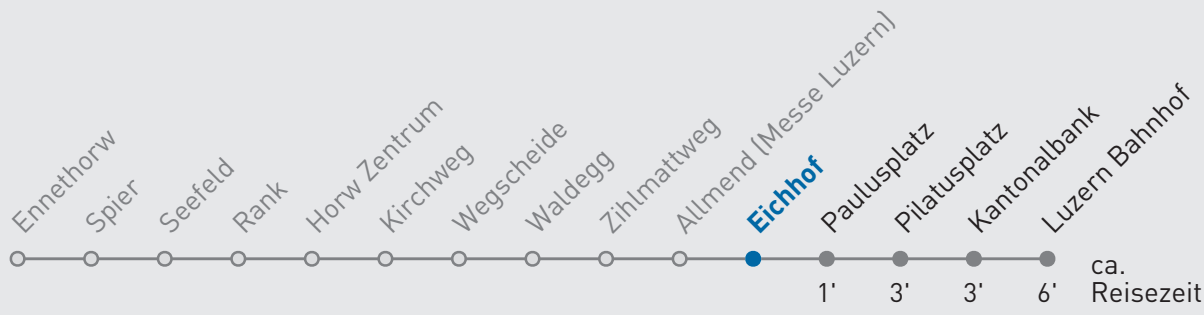 Ennethorw
Spier
Seefeld
Rank
Horw Zentrum
Kirchweg
Wegscheide
Waldegg
Zihlmattweg
Allmend (Messe Luzern)
Eichhof
Paulusplatz
Pilatusplatz
Kantonalbank
Luzern Bahnhof
1' 3' 3' 6'
ca.
Reisezeit